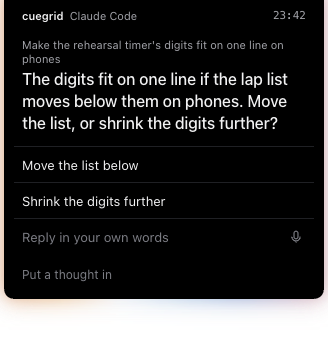 cuegrid Claude Code 23:42
Make the rehearsal timer's digits fit on one line on
phones
The digits fit on one line if the lap list
moves below them on phones. Move
the list, or shrink the digits further?
Move the list below
Shrink the digits further
Reply in your own words
Put a thought in